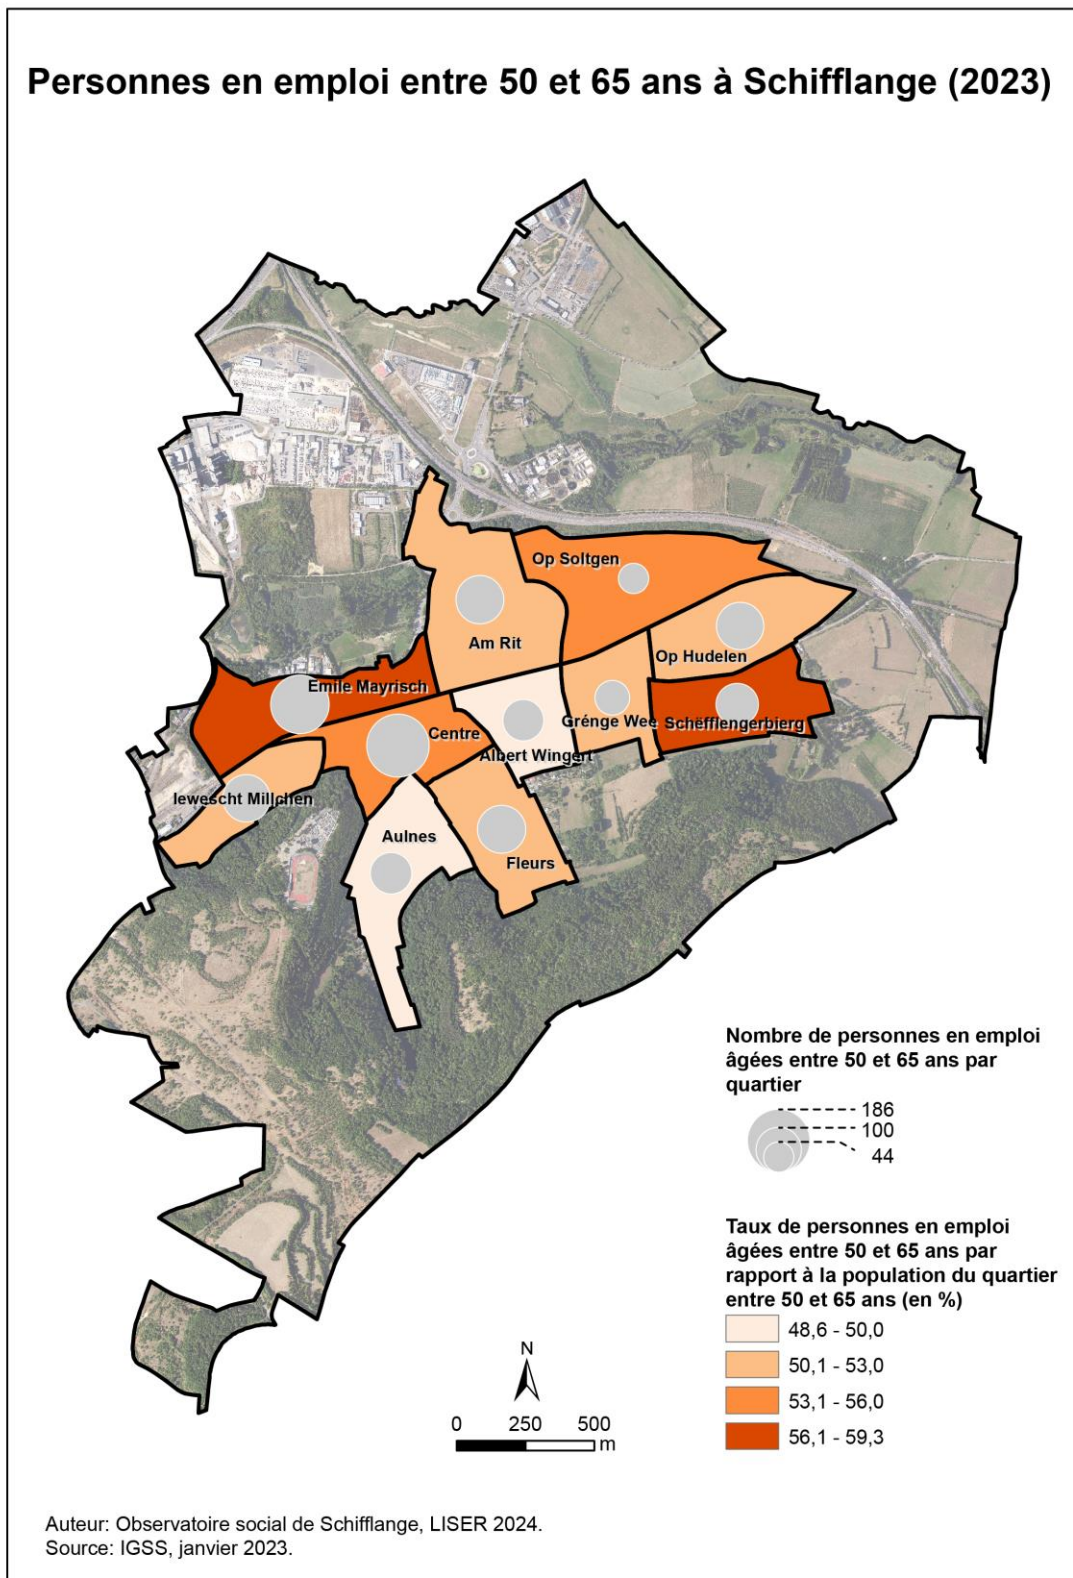 Personnes en emploi entre 50 et 65 ans à Schifflange (2023)
Op Soltgen
Am Rit
Op Hudelen
Emile Mayrisch
Grénge Wee
Schëfflengerbierg
Centre
Albert Wingert
Iewescht Millchen
Aulnes
Fleurs
Nombre de personnes en emploi
âgées entre 50 et 65 ans par
quartier
186
100
44
Taux de personnes en emploi
âgées entre 50 et 65 ans par
rapport à la population du quartier
entre 50 et 65 ans (en %)
48,6 - 50,0
50,1 - 53,0
53,1 - 56,0
56,1 - 59,3
N
0 250 500
m
Auteur: Observatoire social de Schifflange, LISER 2024.
Source: IGSS, janvier 2023.